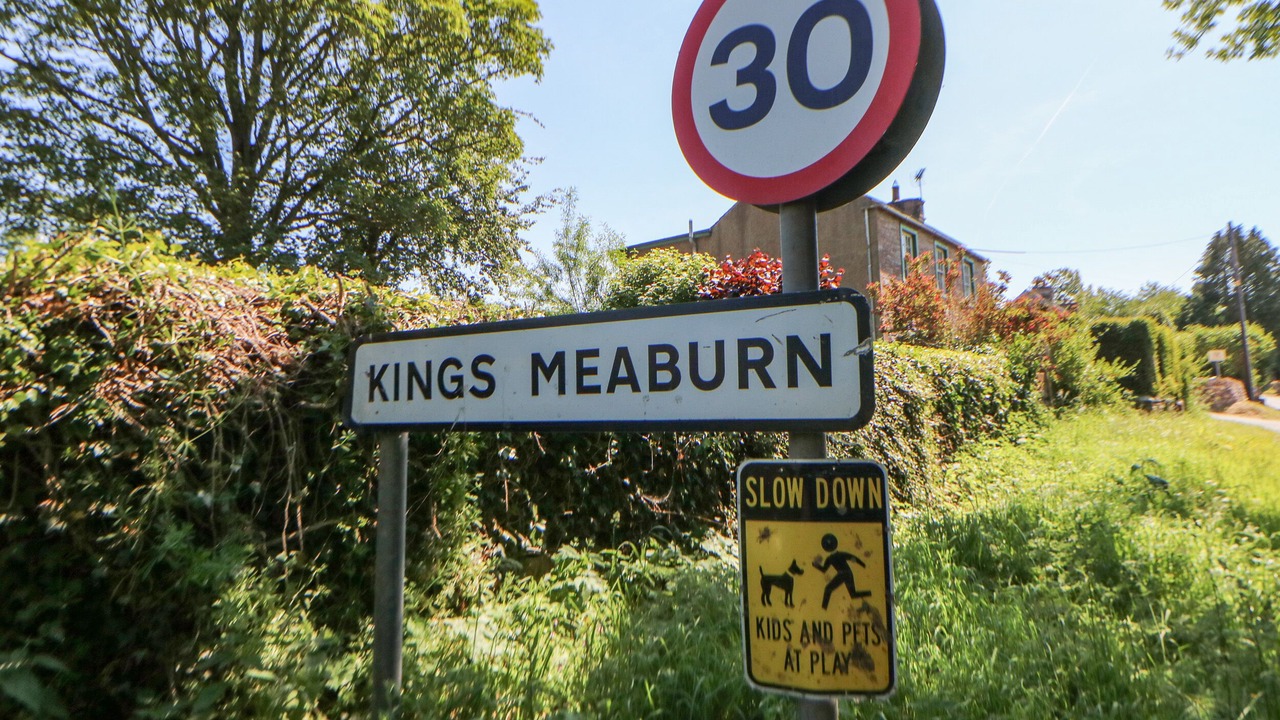 30
KINGS MEABURN
SLOW DOWN
KIDS AND PETS
AT PLAY